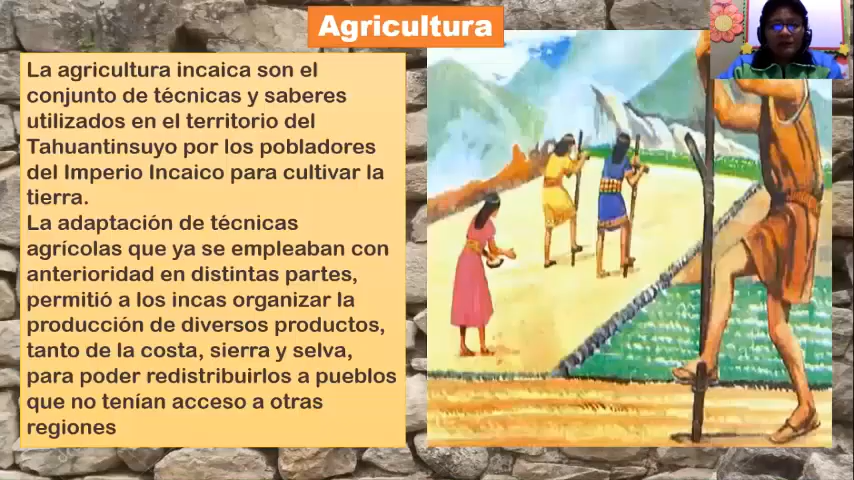 Agricultura
La agricultura incaica son el
conjunto de técnicas y saberes
utilizados en el territorio del
Tahuantinsuyo por los pobladores
del Imperio Incaico para cultivar la
tierra.
La adaptación de técnicas
agrícolas que ya se empleaban con
anterioridad en distintas partes,
permitió a los incas organizar la
producción de diversos productos,
tanto de la costa, sierra y selva,
para poder redistribuirlos a pueblos
que no tenían acceso a otras
regiones